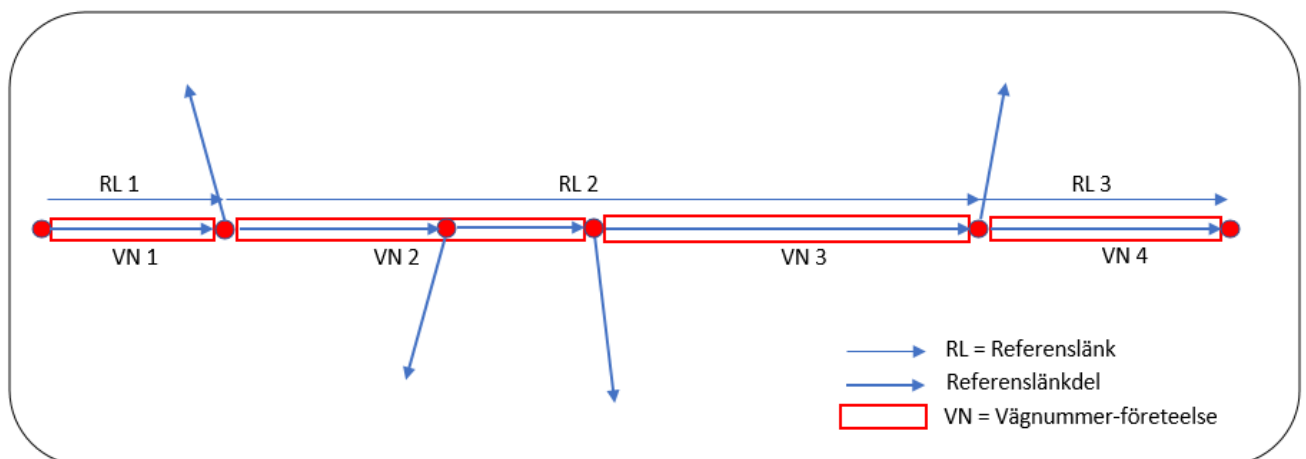 RL 1
RL 2
RL 3
VN 1
VN 2
VN 3
VN 4
RL = Referenslänk
Referenslänkdel
VN = Vägnummer-företeelse